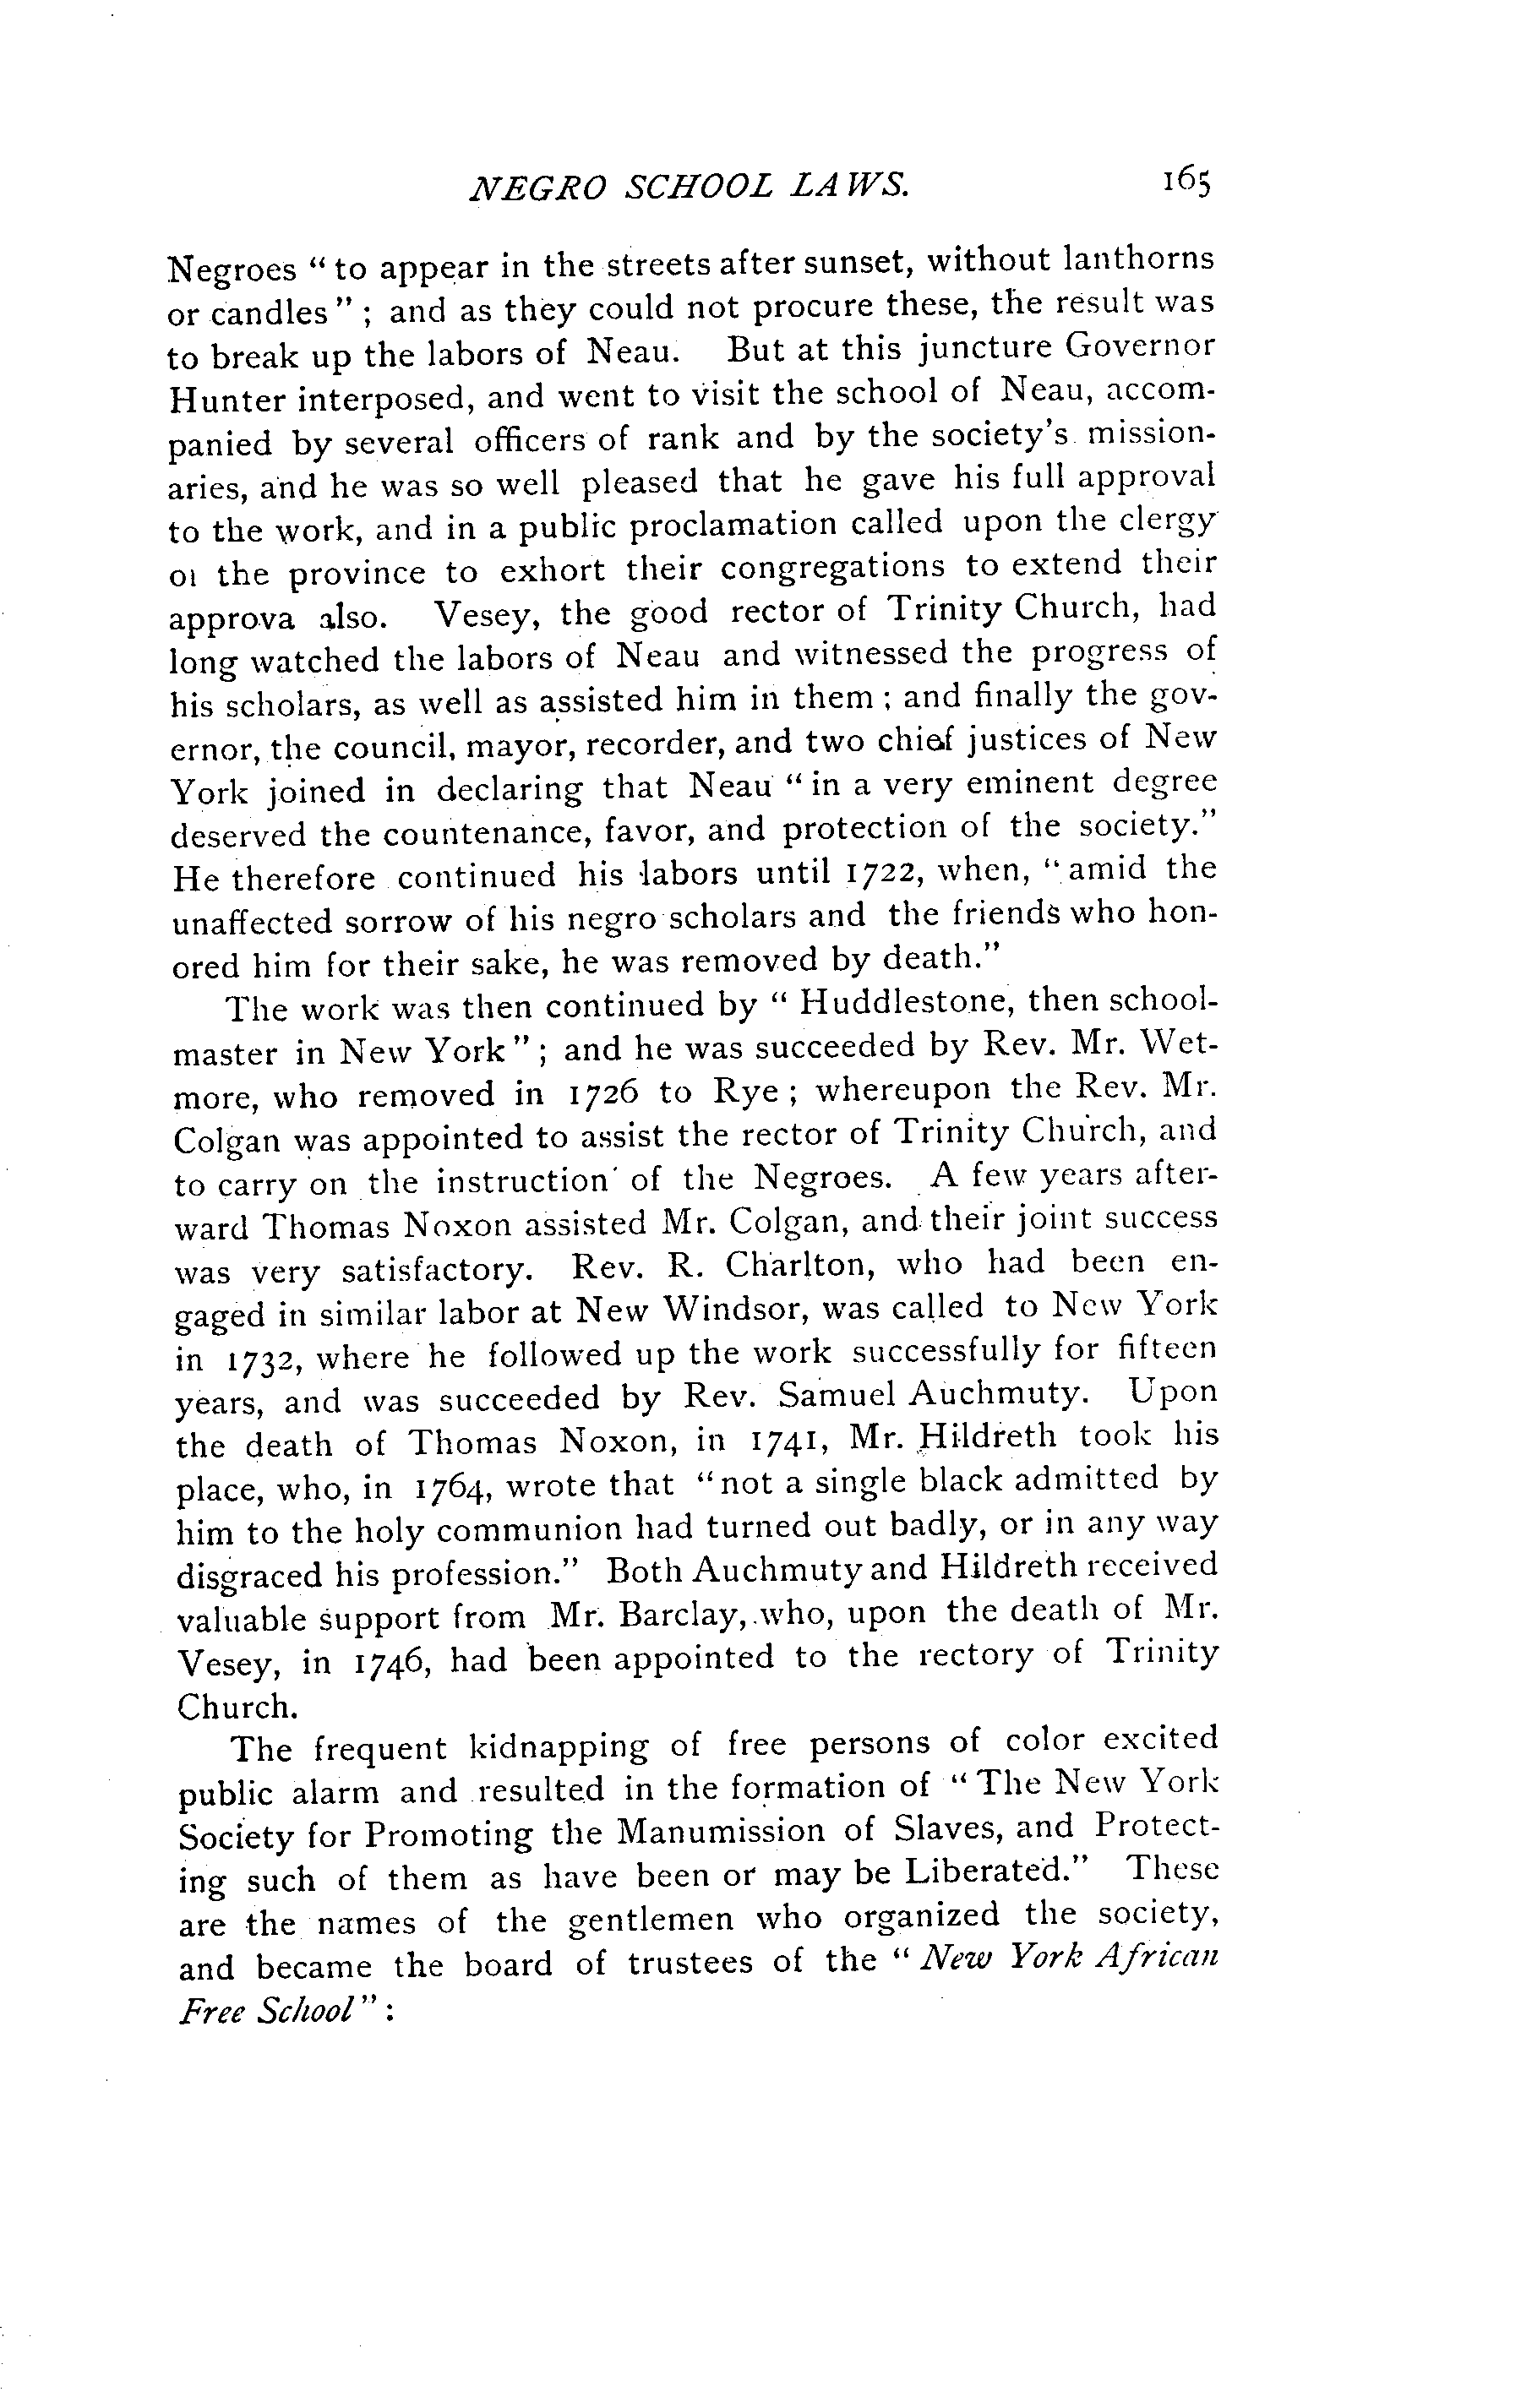 NEGRO SCHOOL LAWS. 165
Negroes " to appear in the streets after sunset, without lanthorns
or candles " ; and as they could not procure these, the result was
to break up the labors of Neau. But at this juncture Governor
Hunter interposed, and went to visit the school of Neau, accom-
panied by several officers of rank and by the society's mission-
aries, and he was so well pleased that he gave his full approval
to the work, and in a public proclamation called upon the clergy
oı the province to exhort their congregations to extend their
approva also. Vesey, the good rector of Trinity Church, had
long watched the labors of Neau and witnessed the progress of
his scholars, as well as assisted him in them ; and finally the gov-
ernor, the council, mayor, recorder, and two chief justices of New
York joined in declaring that Neau " in a very eminent degree
deserved the countenance, favor, and protection of the society."
He therefore continued his labors until 1722, when, " amid the
unaffected sorrow of his negro scholars and the friends who hon-
ored him for their sake, he was removed by death."
The work was then continued by " Huddlestone, then school-
master in New York " ; and he was succeeded by Rev. Mr. Wet-
more, who removed in 1726 to Rye ; whereupon the Rev. Mr.
Colgan was appointed to assist the rector of Trinity Church, and
to carry on the instruction of the Negroes. A few years after-
ward Thomas Noxon assisted Mr. Colgan, and their joint success
was very satisfactory. Rev. R. Charlton, who had been en-
gaged in similar labor at New Windsor, was called to New York
in 1732, where he followed up the work successfully for fifteen
years, and was succeeded by Rev. Samuel Auchmuty. Upon
the death of Thomas Noxon, in 1741, Mr. Hildreth took his
place, who, in 1764, wrote that " not a single black admitted by
him to the holy communion had turned out badly, or in any way
disgraced his profession." Both Auchmuty and Hildreth received
valuable support from Mr. Barclay, who, upon the death of Mr.
Vesey, in 1746, had been appointed to the rectory of Trinity
Church.
The frequent kidnapping of free persons of color excited
public alarm and resulted in the formation of " The New York
Society for Promoting the Manumission of Slaves, and Protect-
ing such of them as have been or may be Liberated." These
are the names of the gentlemen who organized the society,
and became the board of trustees of the " New York African
Free School " :